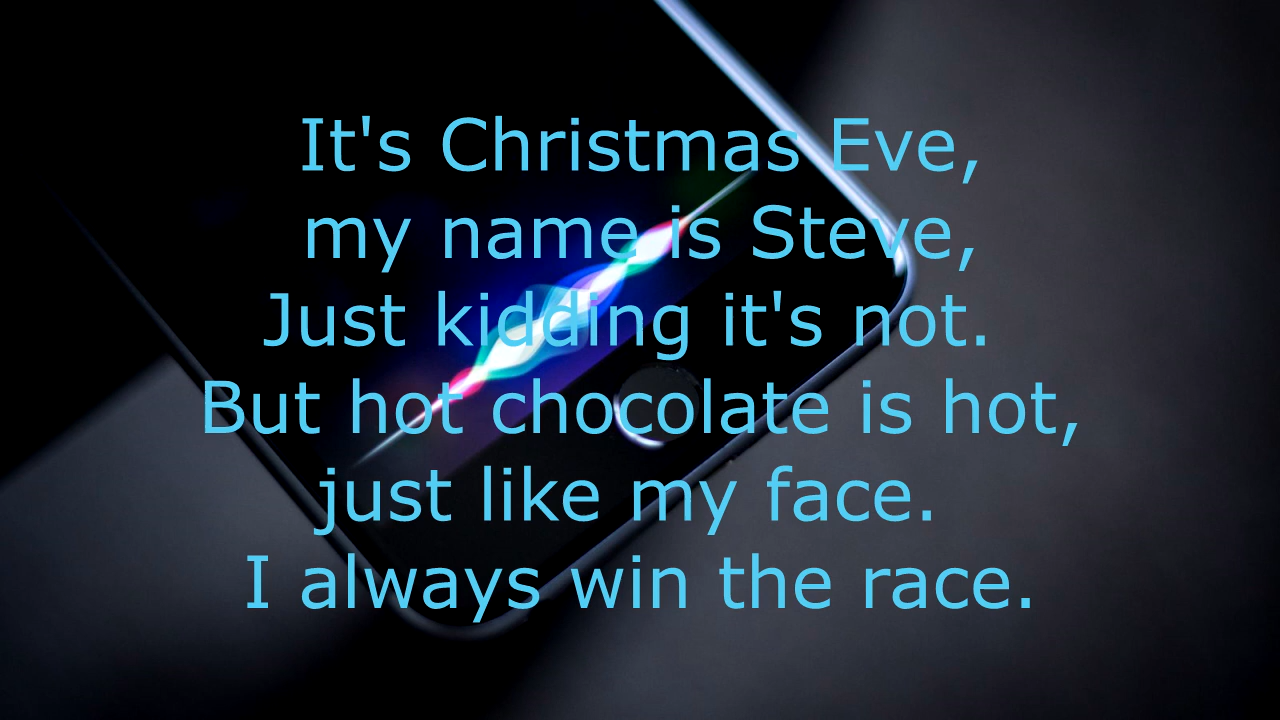 It's Christmas Eve,
my name is Steve,
Just kidding it's not.
But hot chocolate is hot,
just like my face.
I always win the race.